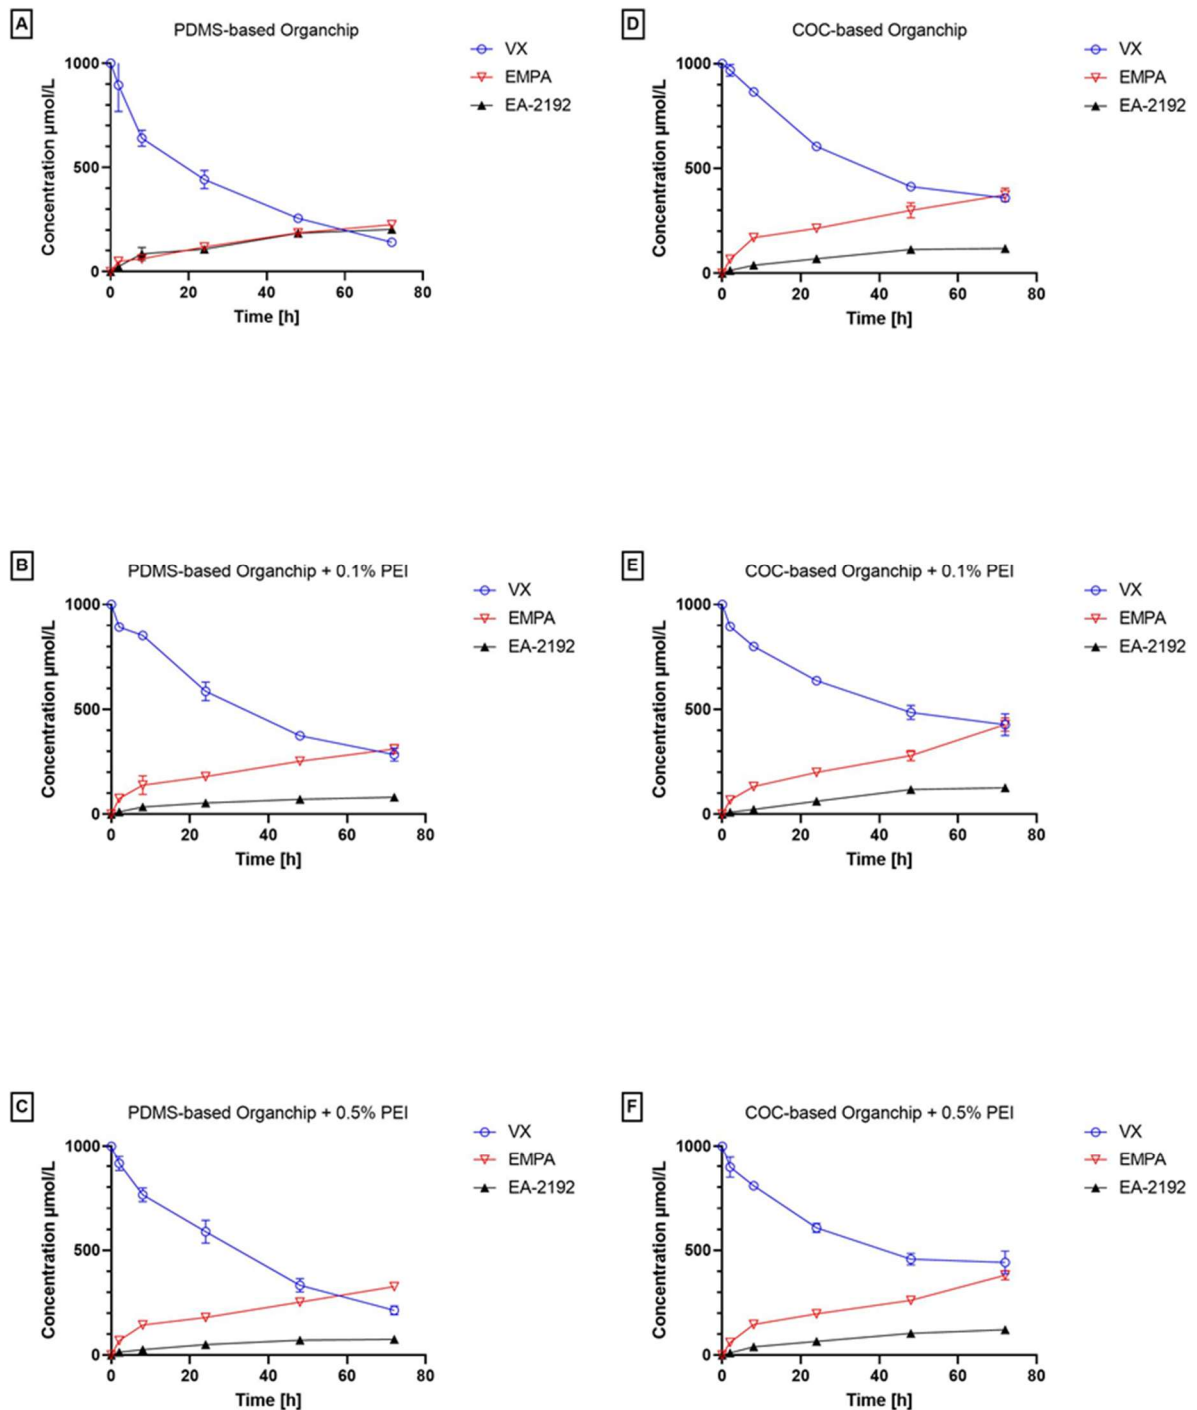 A
PDMS-based Organchip
VX
EMPA
EA-2192
Concentration µmol/L
1000
500
0
0 20 40 60 80
Time [h]
D
COC-based Organchip
VX
EMPA
EA-2192
Concentration µmol/L
1000
500
0
0 20 40 60 80
Time [h]
B
PDMS-based Organchip + 0.1% PEI
VX
EMPA
EA-2192
Concentration µmol/L
1000
500
0
0 20 40 60 80
Time [h]
E
COC-based Organchip + 0.1% PEI
VX
EMPA
EA-2192
Concentration µmol/L
1000
500
0
0 20 40 60 80
Time [h]
C
PDMS-based Organchip + 0.5% PEI
VX
EMPA
EA-2192
Concentration µmol/L
1000
500
0
0 20 40 60 80
Time [h]
F
COC-based Organchip + 0.5% PEI
VX
EMPA
EA-2192
Concentration µmol/L
1000
500
0
0 20 40 60 80
Time [h]